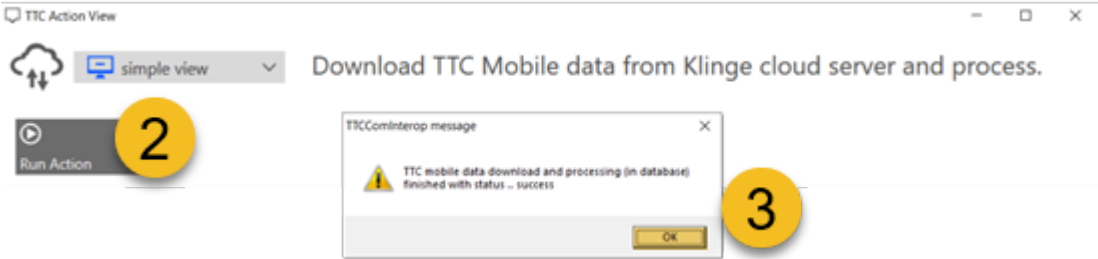 TTC Action View
simple view
Download TTC Mobile data from Klinge cloud server and process.
Run Action
2
TTCComInterop message
TTC mobile data download and processing (in database)
finished with status .. success
OK
3